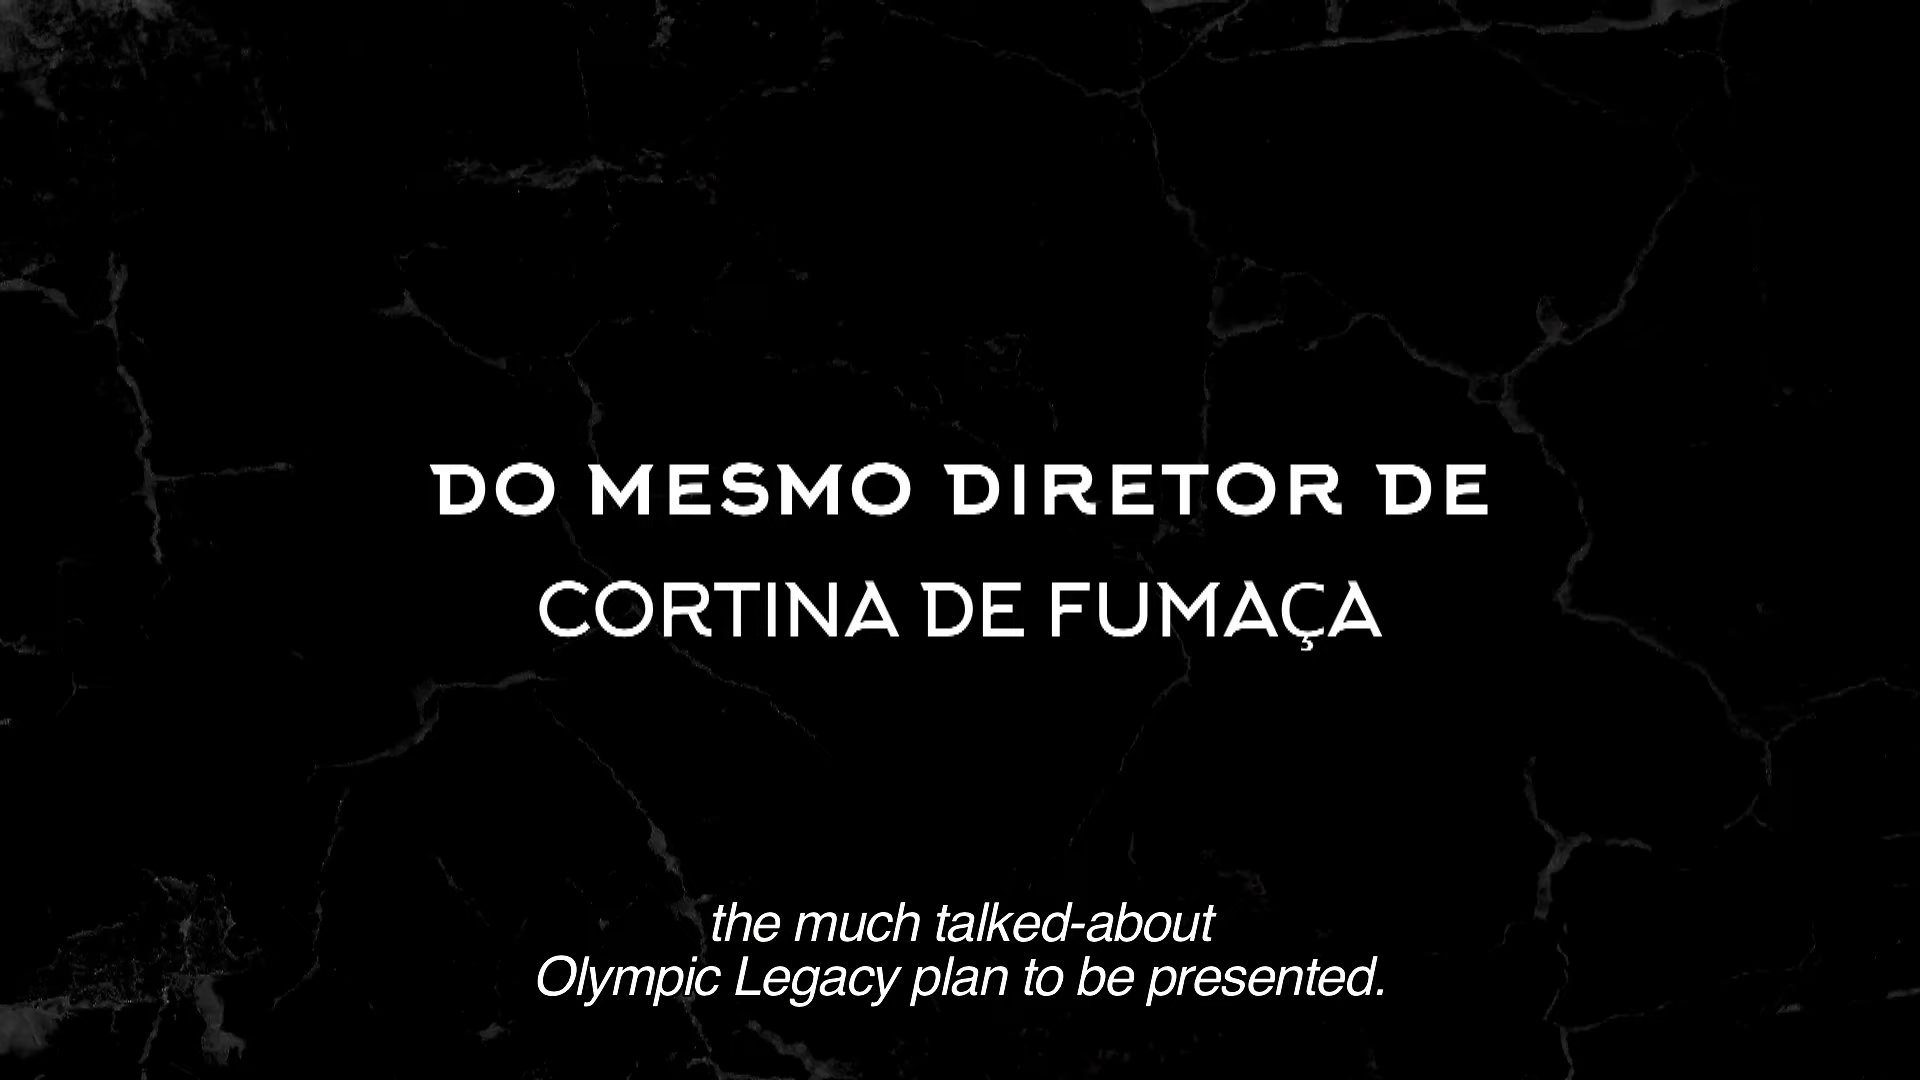 DO MESMO DIRETOR DE
CORTINA DE FUMAÇA
the much talked-about
Olympic Legacy plan to be presented.